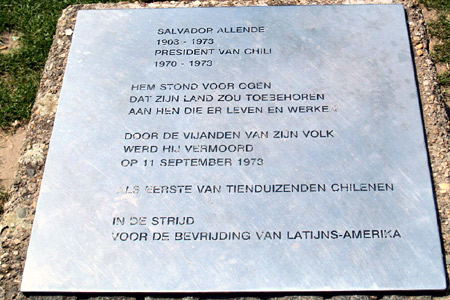 SALVADOR ALLENDE
1908 - 1973
PRESIDENT VAN CHILI
1970 - 1973
HEM STOND VOOR OGEN
DAT ZIJN LAND ZOU TOEBEHOREN
AAN HEN DIE ER LEVEN EN WERKEN
DOOR DE VIJANDEN VAN ZIJN VOLK
WERD HIJ VERMOORD
OP 11 SEPTEMBER 1973
ALS EERSTE VAN TIENDUIZENDEN CHILENEN
IN DE STRIJD
VOOR DE BEVRIJDING VAN LATIJNS-AMERIKA